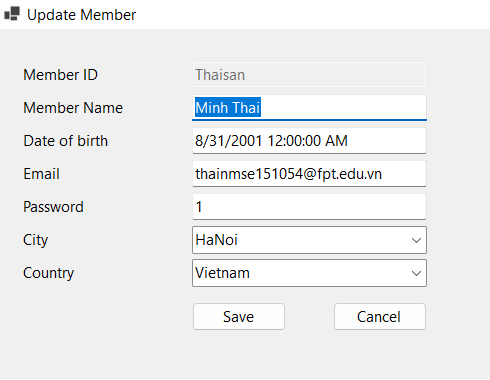 Update Member
Member ID Thaisan
Member Name Minh Thai
Date of birth 8/31/2001 12:00:00 AM
Email thainmse151054@fpt.edu.vn
Password 1
City HaNoi
Country Vietnam
Save Cancel